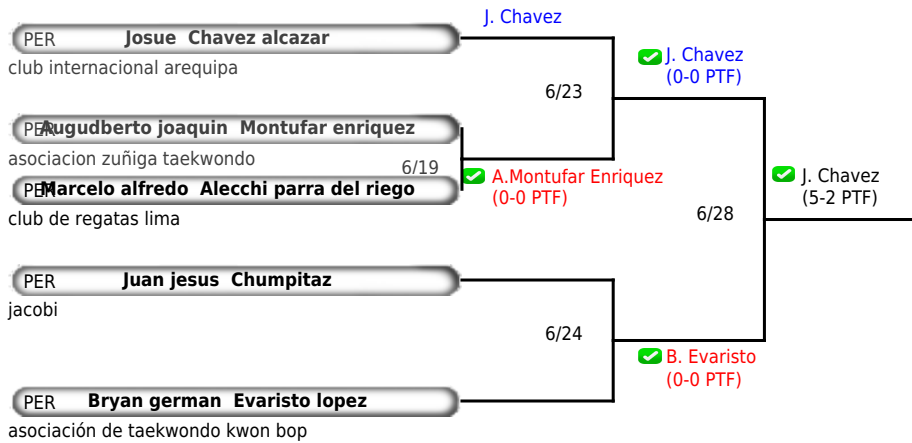 J. Chavez
PER Josue Chavez alcazar
club internacional arequipa
J. Chavez
(0-0 PTF)
6/23
PER Augudberto joaquin Montufar enriquez
asociacion zuñiga taekwondo
6/19
A.Montufar Enriquez
(0-0 PTF)
J. Chavez
(5-2 PTF)
PER Marcelo alfredo Alecchi parra del riego
club de regatas lima
6/28
PER Juan jesus Chumpitaz
jacobi
6/24
B. Evaristo
(0-0 PTF)
PER Bryan german Evaristo lopez
asociación de taekwondo kwon bop